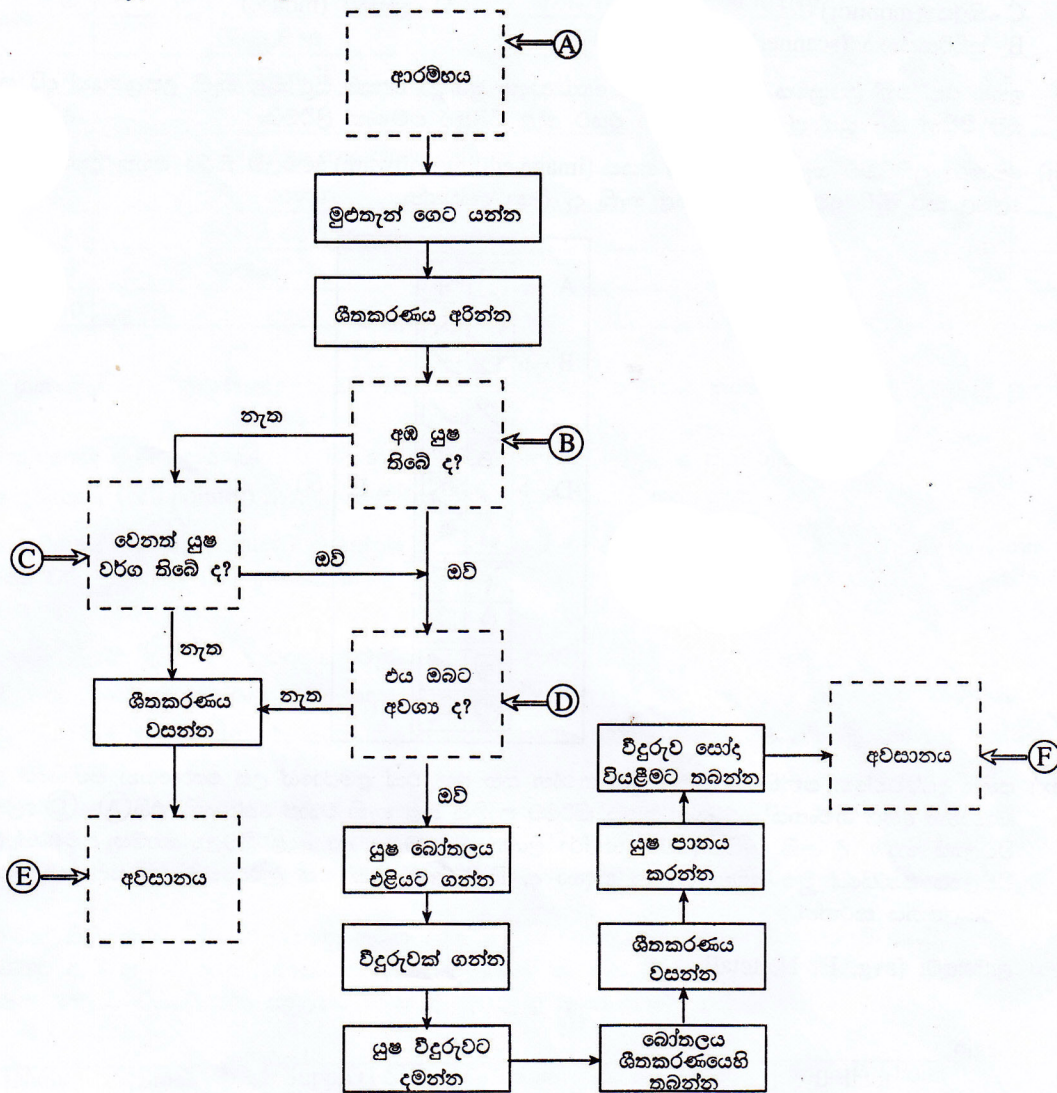 A
ආරම්භය
මුළුතැන් ගෙට යන්න
ශීතකරණය අරින්න
නැත
අඹ යුෂ
තිබේ ද?
B
C
වෙනත් යුෂ
වර්ග තිබේ ද?
ඔව්
ඔව්
නැත
එය ඔබට
අවශ්‍ය ද?
D
නැත
ශීතකරණය
වසන්න
ඔව්
E
අවසානය
යුෂ බෝතලය
එළියට ගන්න
වීදුරුවක් ගන්න
යුෂ වීදුරුවට
දමන්න
බෝතලය
ශීතකරණයෙහි
තබන්න
ශීතකරණය
වසන්න
යුෂ පානය
කරන්න
වීදුරුව සෝදා
වියළීමට තබන්න
අවසානය
F